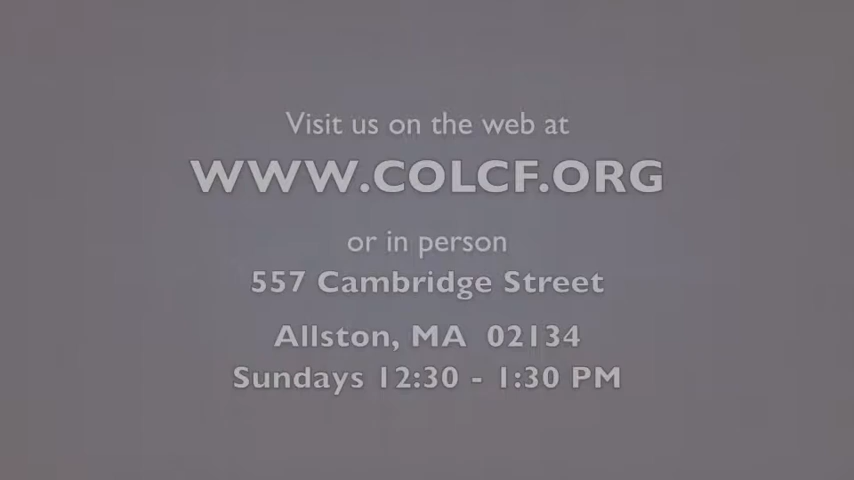 Visit us on the web at
WWW.COLCF.ORG
or in person
557 Cambridge Street
Allston, MA  02134
Sundays 12:30 - 1:30 PM